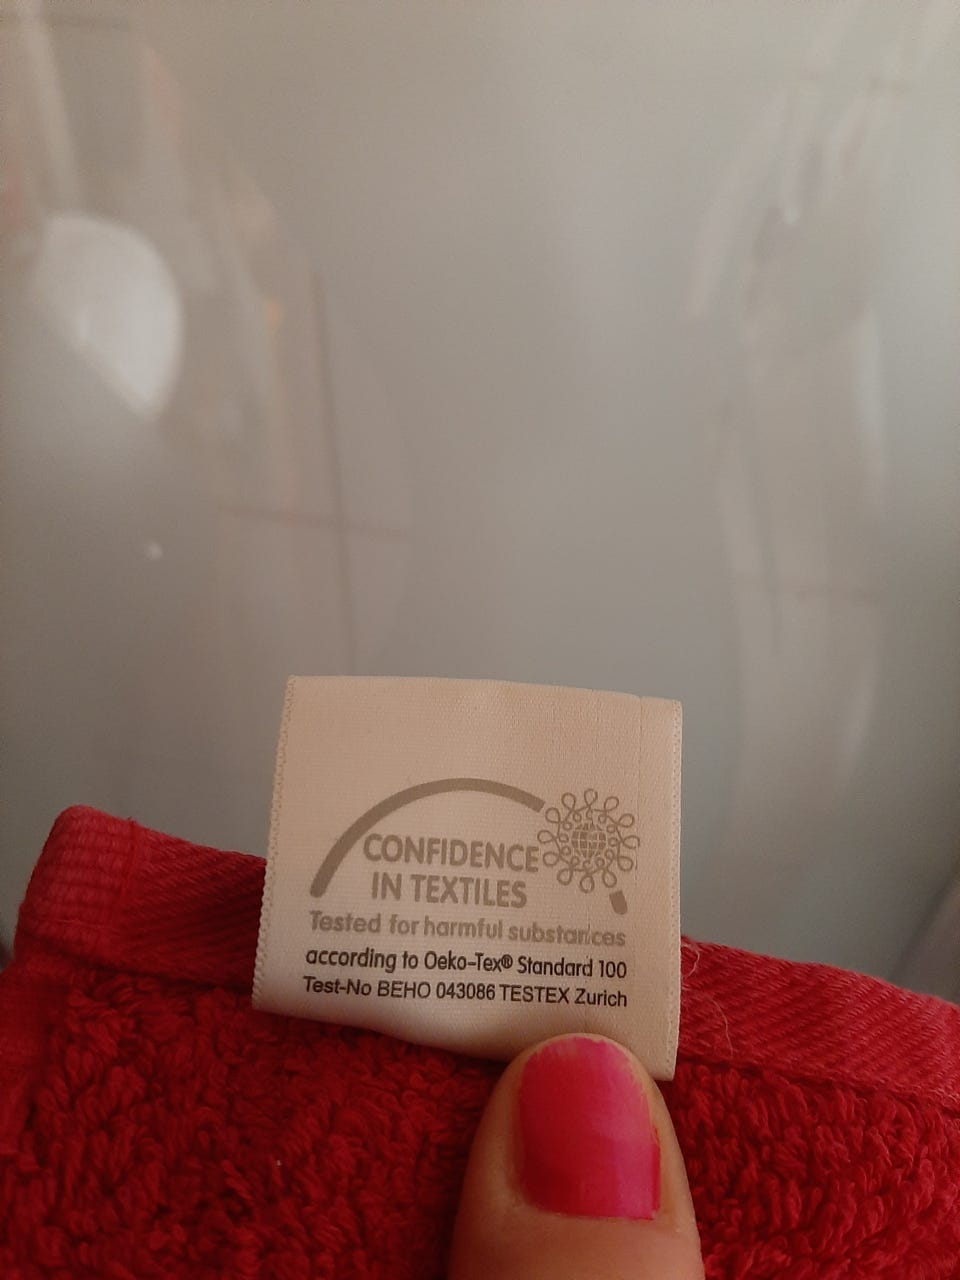 CONFIDENCE
IN TEXTILES
Tested for harmful substances
according to Oeko-Tex® Standard 100
Test-No BEHO 043086 TESTEX Zurich